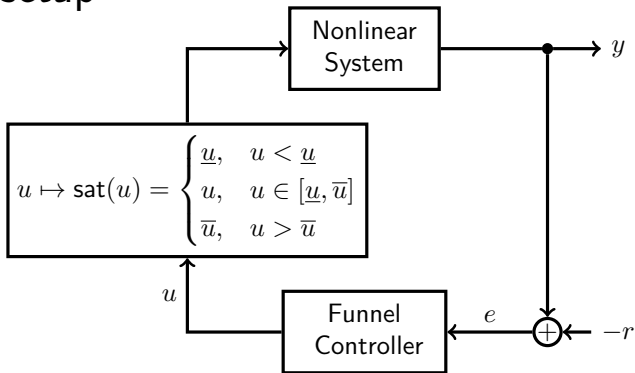 setup
Nonlinear
System
y
u ↦ sat(u) = { u̲, u < u̲
u, u ∈ [u̲, u̅]
u̅, u > u̅
u
Funnel
Controller
e
+
−r